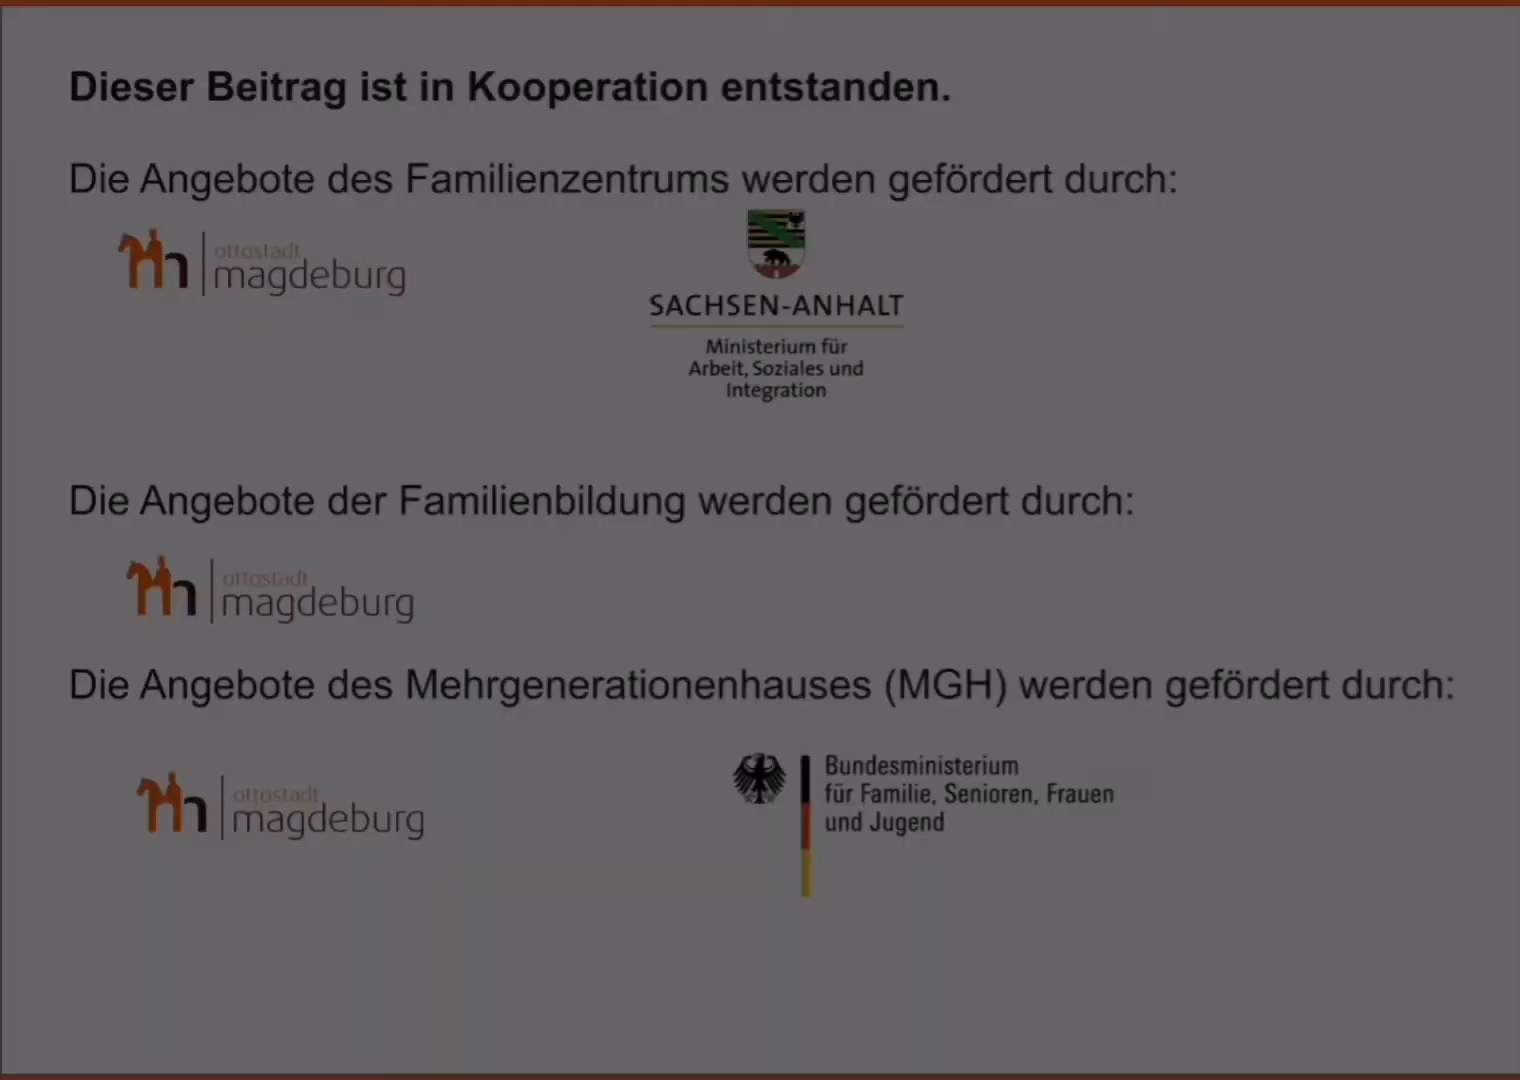 Dieser Beitrag ist in Kooperation entstanden.
Die Angebote des Familienzentrums werden gefördert durch:
ottostadt
magdeburg
SACHSEN-ANHALT
Ministerium für
Arbeit, Soziales und
Integration
Die Angebote der Familienbildung werden gefördert durch:
ottostadt
magdeburg
Die Angebote des Mehrgenerationenhauses (MGH) werden gefördert durch:
ottostadt
magdeburg
Bundesministerium
für Familie, Senioren, Frauen
und Jugend